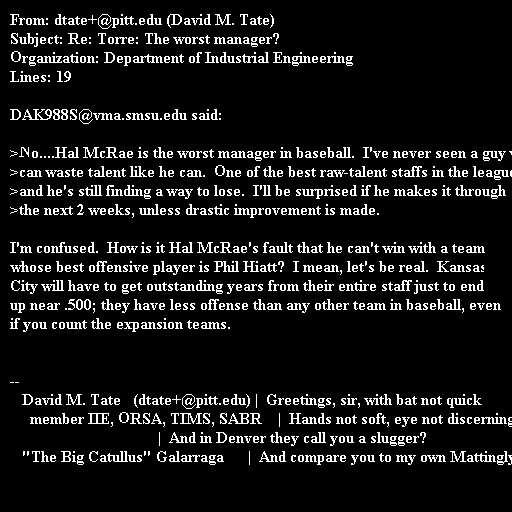 From: dtate+@pitt.edu (David M. Tate)
Subject: Re: Torre: The worst manager?
Organization: Department of Industrial Engineering
Lines: 19

DAK988S@vma.smsu.edu said:

>No....Hal McRae is the worst manager in baseball.  I've never seen a guy
>can waste talent like he can.  One of the best raw-talent staffs in the league
>and he's still finding a way to lose.  I'll be surprised if he makes it through
>the next 2 weeks, unless drastic improvement is made.

I'm confused.  How is it Hal McRae's fault that he can't win with a team
whose best offensive player is Phil Hiatt?  I mean, let's be real.  Kansas
City will have to get outstanding years from their entire staff just to end
up near .500; they have less offense than any other team in baseball, even
if you count the expansion teams.

--
David M. Tate   (dtate+@pitt.edu) |  Greetings, sir, with bat not quick
member IIE, ORSA, TIMS, SABR    |  Hands not soft, eye not discerning
|  And in Denver they call you a slugger?
"The Big Catullus" Galarraga      |  And compare you to my own Mattingly